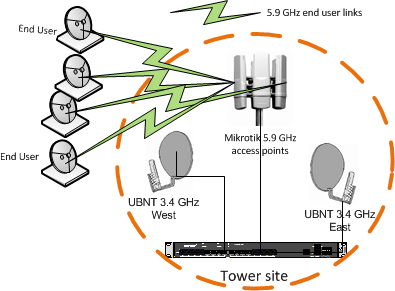 5.9 GHz end user links
End User
Mikrotik 5.9 GHz
access points
End User
UBNT 3.4 GHz
West
UBNT 3.4 GHz
East
Tower site